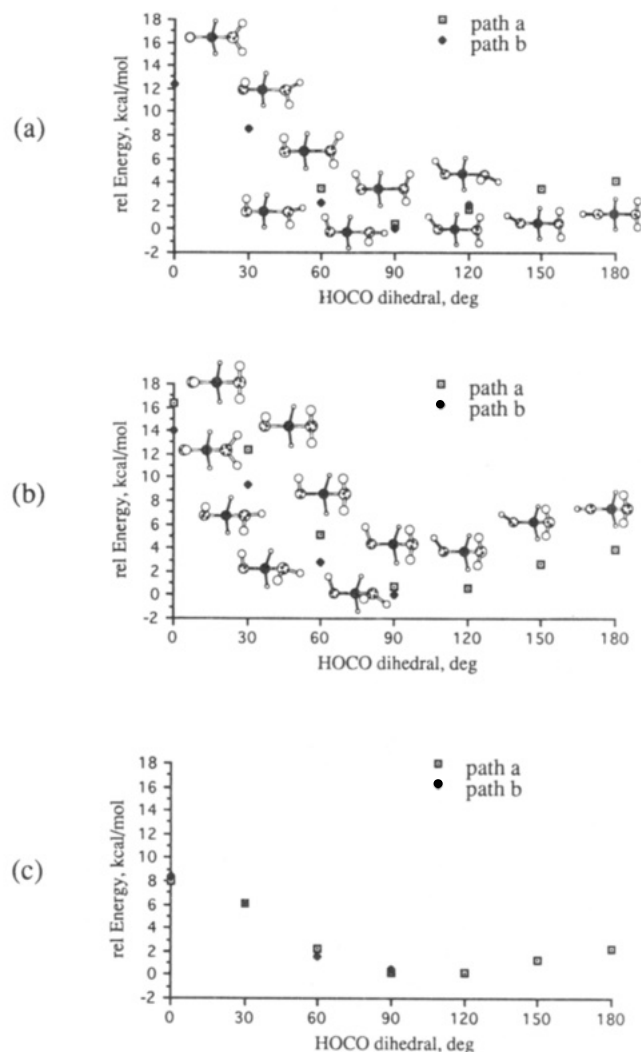 (a)
rel Energy, kcal/mol
18
16
14
12
10
8
6
4
2
0
-2
path a
path b
0 30 60 90 120 150 180
HOCO dihedral, deg
(b)
rel Energy, kcal/mol
18
16
14
12
10
8
6
4
2
0
-2
path a
path b
0 30 60 90 120 150 180
HOCO dihedral, deg
(c)
rel Energy, kcal/mol
18
16
14
12
10
8
8
6
4
2
0
-2
path a
path b
0 30 60 90 120 150 180
HOCO dihedral, deg